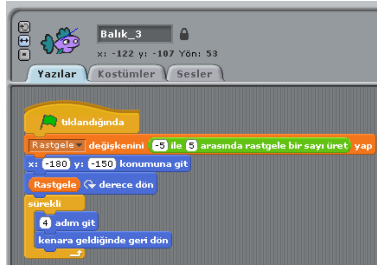 Balık_3
x: -122 y: -107 Yön: 53
Yazılar Kostümler Sesler
tıklandığında
Rastgele değişkenini -5 ile 5 arasında rastgele bir sayı üret yap
x: -180 y: -150 konumuna git
Rastgele derece dön
sürekli
4 adım git
kenara geldiğinde geri dön